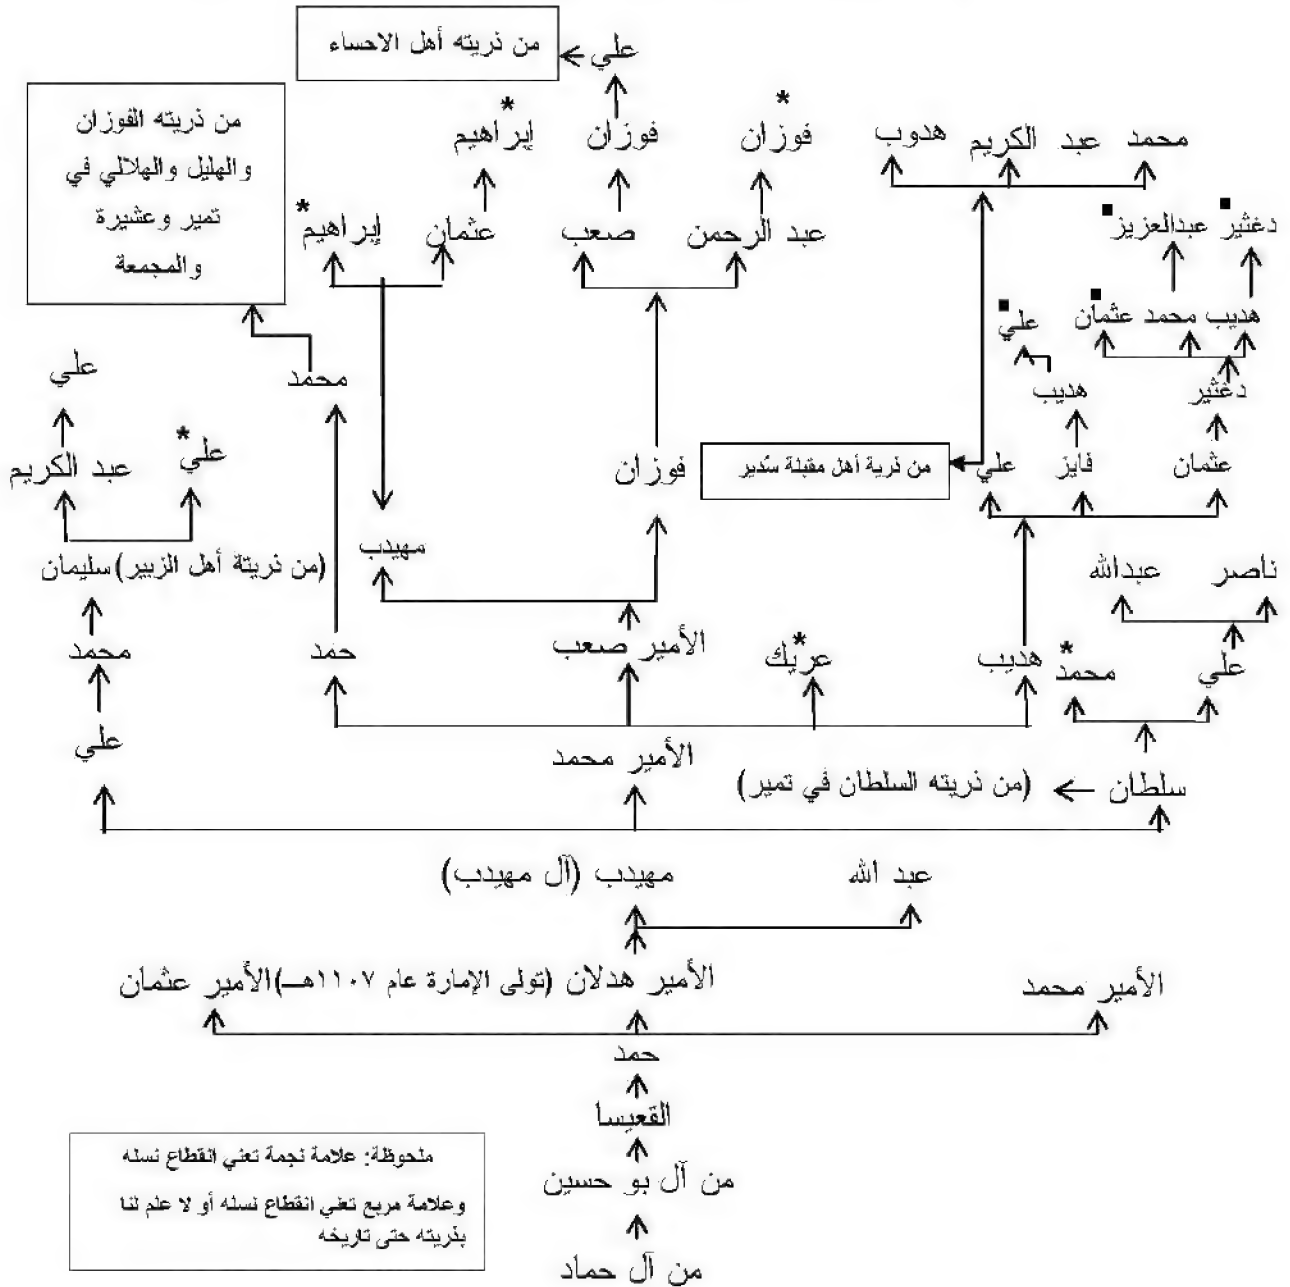 من ذريته أهل الاحساء
علي
من ذريته الفوزان
والهليل والهلالي في
تمير وعشيرة
والمجمعة
محمد عبد الكريم هدوب
* فوزان فوزان إبراهيم *
دغثير ▪ عبدالعزيز ▪
عبد الرحمن صعب عثمان إبراهيم *
هديب محمد عثمان ▪
علي ▪
دغثير هديب محمد علي
عثمان فايز علي
من ذرية أهل مقبلة سُدير
فوزان
علي *
عبد الكريم
مهيدب
سليمان (من ذريتة أهل الزبير)
ناصر عبدالله
علي محمد * هديب عريك * الأمير صعب حمد محمد
علي
الأمير محمد
سلطان (من ذريته السلطان في تمير)
عبد الله مهيدب (آل مهيدب)
الأمير محمد الأمير هدلان (تولى الإمارة عام ١١٠٧هـ) الأمير عثمان
حمد
القعيسا
من آل بو حسين
من آل حماد
ملحوظة: علامة نجمة تعني انقطاع نسله
وعلامة مربع تعني انقطاع نسله أو لا علم لنا
بذريته حتى تاريخه